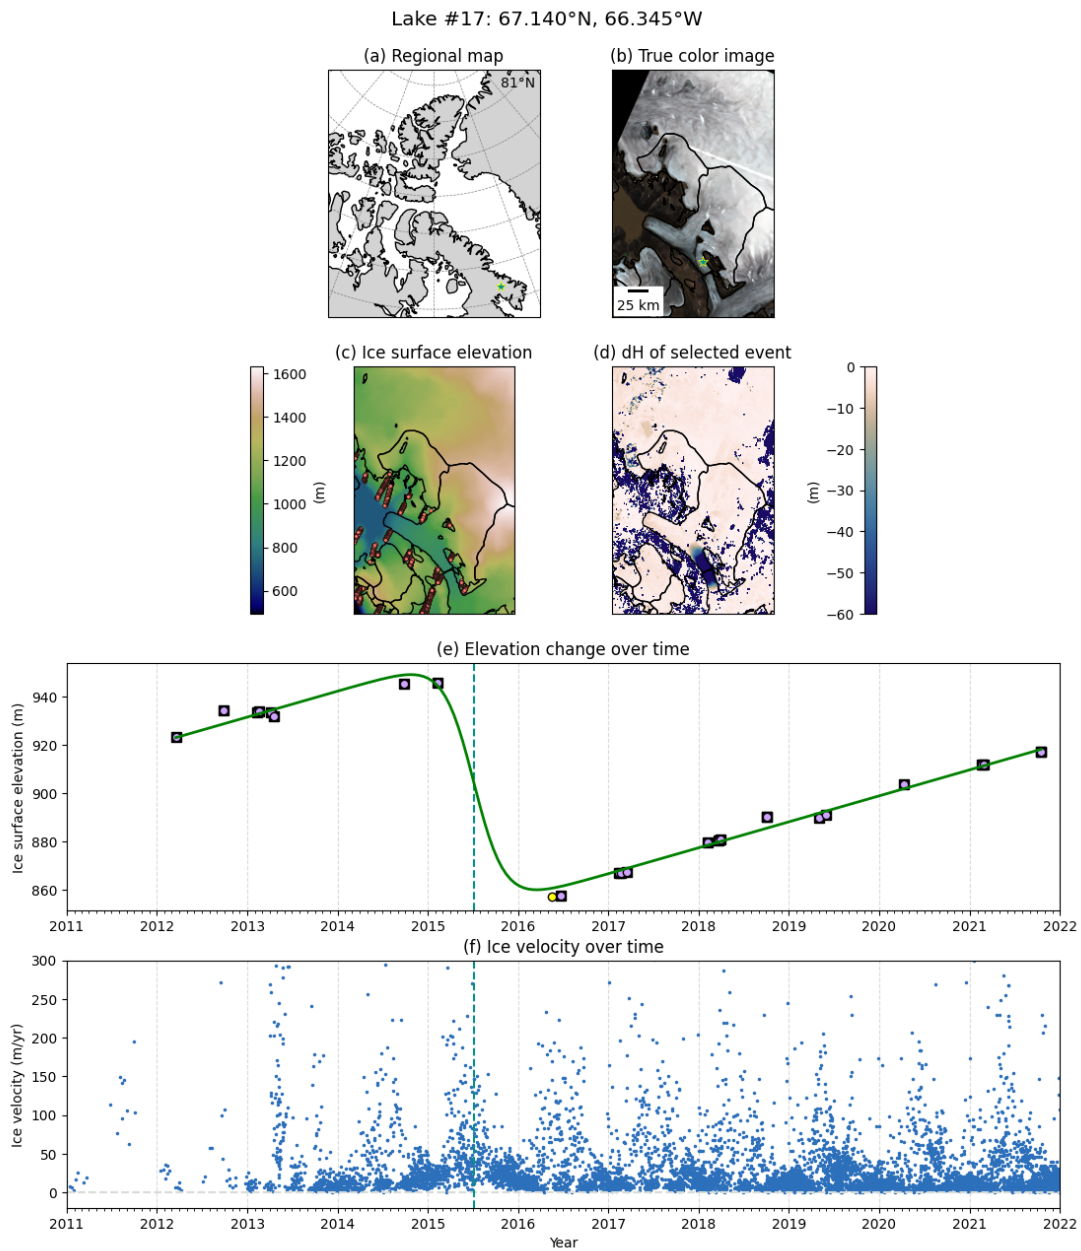 Lake #17: 67.140°N, 66.345°W
(a) Regional map
(b) True color image
81°N
25 km
(c) Ice surface elevation
(d) dH of selected event
1600
1400
1200
1000
800
600
(m)
0
−10
−20
−30
−40
−50
−60
(m)
(e) Elevation change over time
Ice surface elevation (m)
940
920
900
880
860
2011 2012 2013 2014 2015 2016 2017 2018 2019 2020 2021 2022
(f) Ice velocity over time
Ice velocity (m/yr)
300
250
200
150
100
50
0
2011 2012 2013 2014 2015 2016 2017 2018 2019 2020 2021 2022
Year